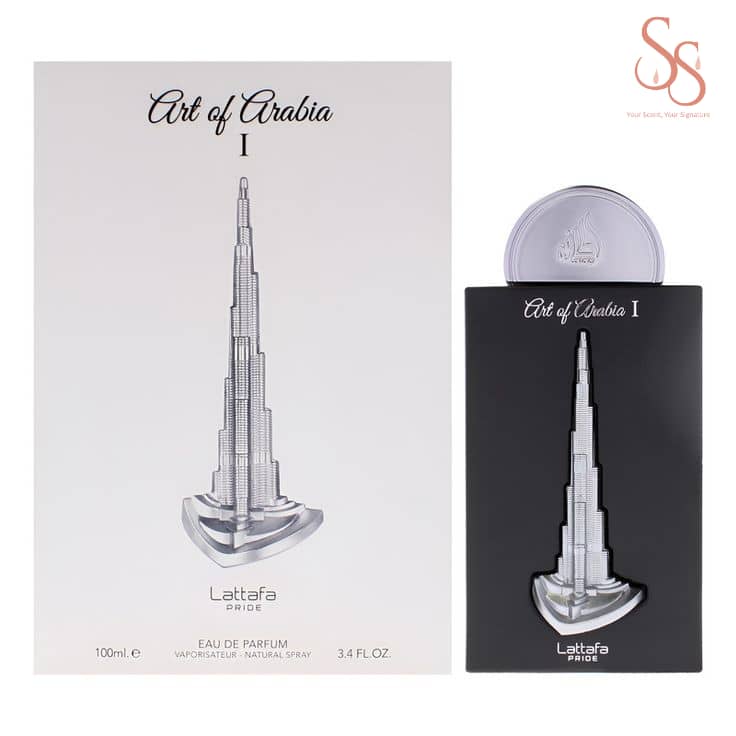 SS
Your Scent, Your Signature
Art of Arabia
I
Lattafa
PRIDE
100ml. e
EAU DE PARFUM
VAPORISATEUR - NATURAL SPRAY
3.4 FL.OZ.
Art of Arabia I
Lattafa
PRIDE